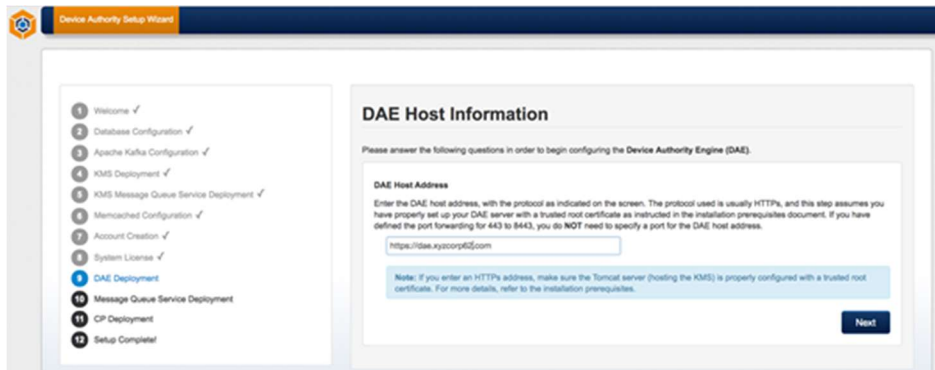 Device Authority Setup Wizard
1 Welcome ✓
2 Database Configuration ✓
3 Apache Kafka Configuration ✓
4 KMS Deployment ✓
5 KMS Message Queue Service Deployment ✓
6 Memcached Configuration ✓
7 Account Creation ✓
8 System License ✓
9 DAE Deployment
10 Message Queue Service Deployment
11 CP Deployment
12 Setup Complete!
DAE Host Information
Please answer the following questions in order to begin configuring the Device Authority Engine (DAE).
DAE Host Address
Enter the DAE host address, with the protocol as indicated on the screen. The protocol used is usually HTTPs, and this step assumes you
have properly set up your DAE server with a trusted root certificate as instructed in the installation prerequisites document. If you have
defined the port forwarding for 443 to 8443, you do NOT need to specify a port for the DAE host address.
https://dae.xyzcorp62.com
Note: If you enter an HTTPs address, make sure the Tomcat server (hosting the KMS) is properly configured with a trusted root
certificate. For more details, refer to the installation prerequisites.
Next